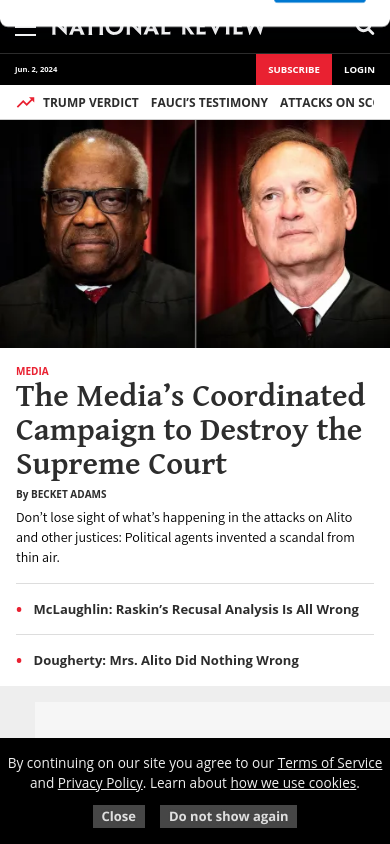 NATIONAL REVIEW
Jun. 2, 2024
SUBSCRIBE
LOGIN
TRUMP VERDICT FAUCI’S TESTIMONY ATTACKS ON SC
MEDIA
The Media’s Coordinated
Campaign to Destroy the
Supreme Court
By BECKET ADAMS
Don’t lose sight of what’s happening in the attacks on Alito
and other justices: Political agents invented a scandal from
thin air.
• McLaughlin: Raskin’s Recusal Analysis Is All Wrong
• Dougherty: Mrs. Alito Did Nothing Wrong
By continuing on our site you agree to our Terms of Service
and Privacy Policy. Learn about how we use cookies.
Close
Do not show again